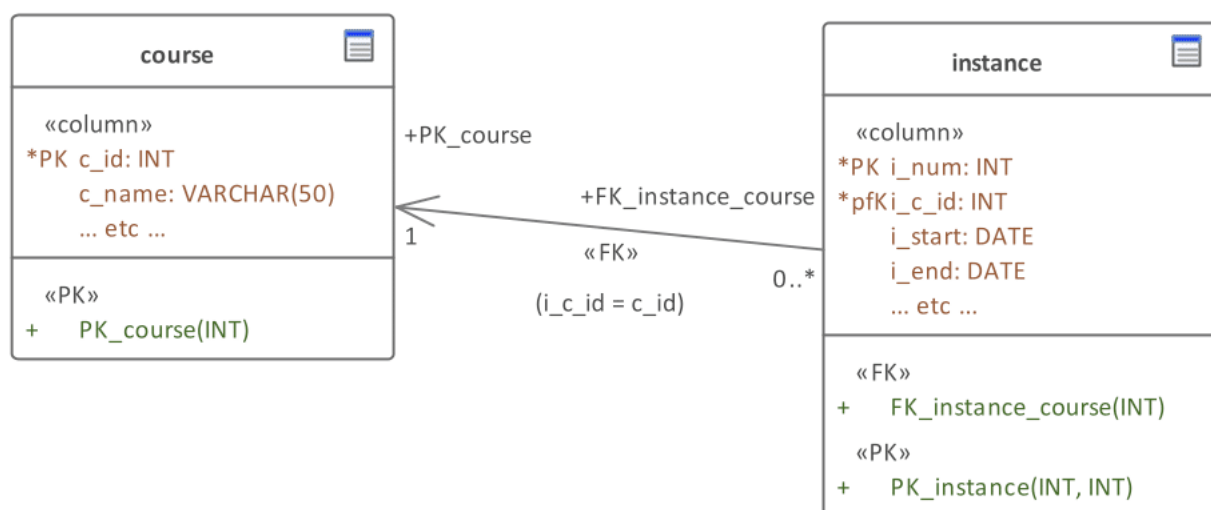 course
«column»
*PK c_id: INT
c_name: VARCHAR(50)
... etc ...
«PK»
+ PK_course(INT)
+PK_course
+FK_instance_course
1
«FK»
0..*
(i_c_id = c_id)
instance
«column»
*PK i_num: INT
*pfK i_c_id: INT
i_start: DATE
i_end: DATE
... etc ...
«FK»
+ FK_instance_course(INT)
«PK»
+ PK_instance(INT, INT)